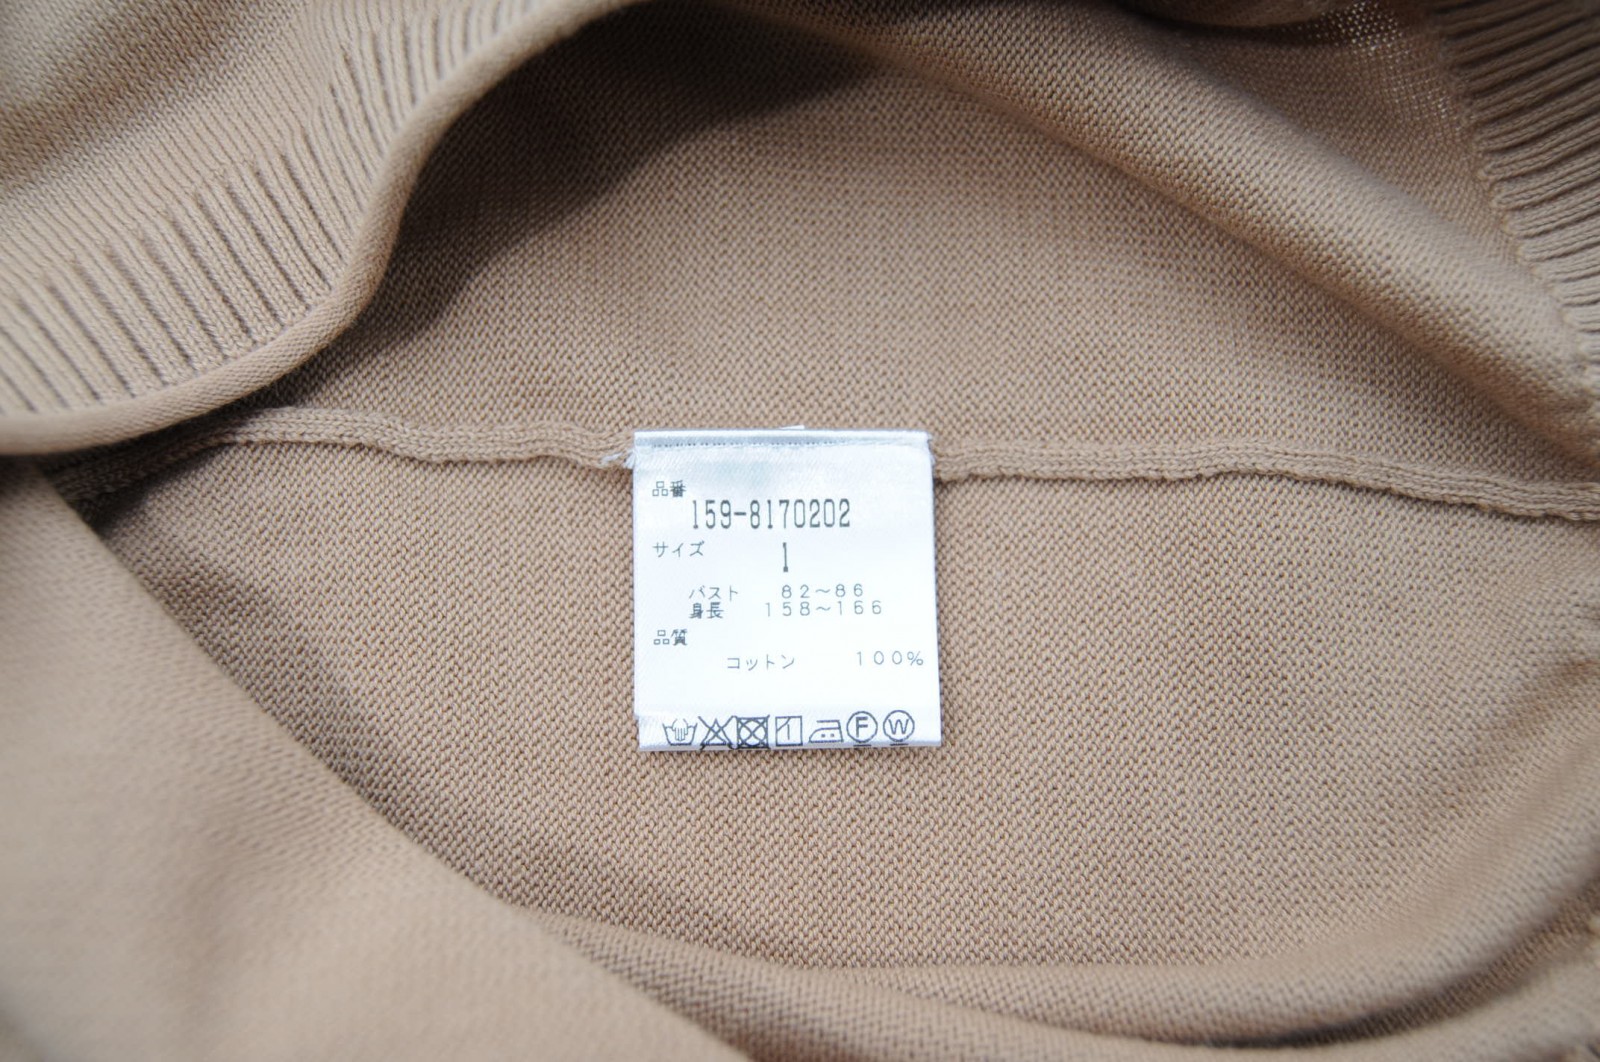 品番
159-8170202
サイズ 1
バスト 82～86
身長 158～166
品質
コットン 100%
F W